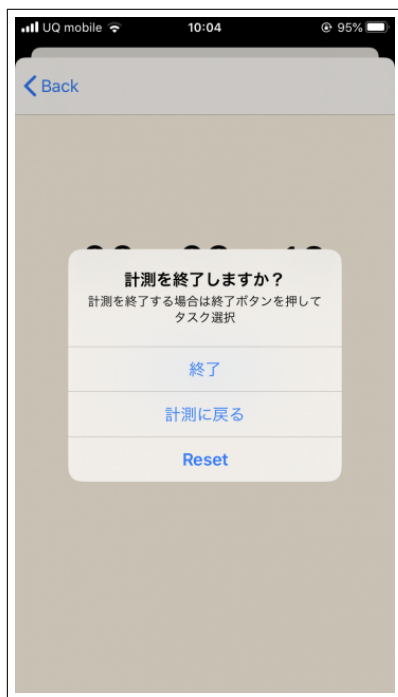 UQ mobile 10:04 95%
Back
計測を終了しますか？
計測を終了する場合は終了ボタンを押して
タスク選択
終了
計測に戻る
Reset